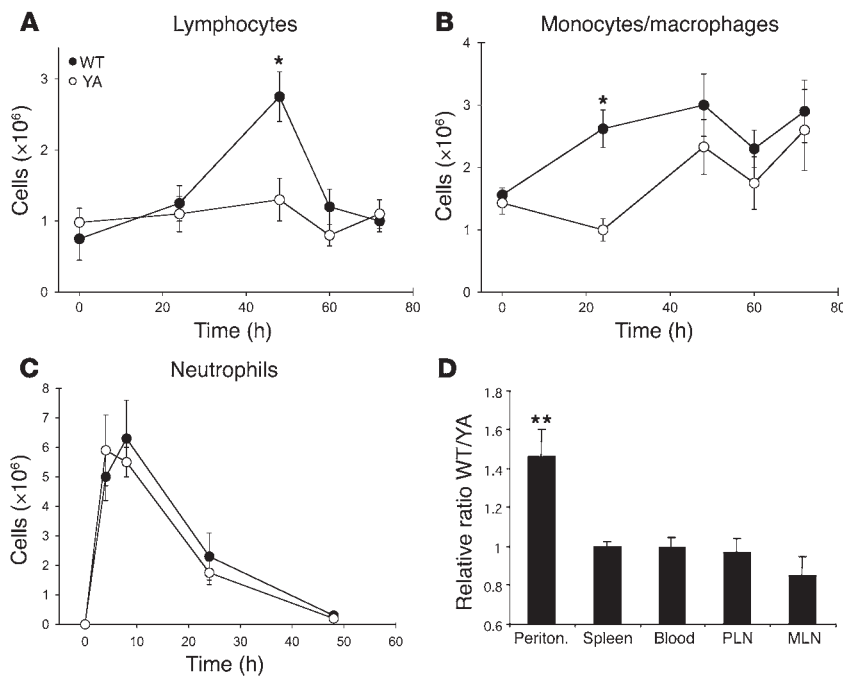 A
Lymphocytes
WT
YA
*
Cells (×10⁶)
3
2
1
0
0 20 40 60 80
Time (h)
B
Monocytes/macrophages
*
Cells (×10⁶)
4
3
2
1
0
0 20 40 60 80
Time (h)
C
Neutrophils
Cells (×10⁶)
8
7
6
5
4
3
2
1
0
0 10 20 30 40 50 60
Time (h)
D
**
Relative ratio WT/YA
1.8
1.6
1.4
1.2
1
0.8
0.6
Periton. Spleen Blood PLN MLN